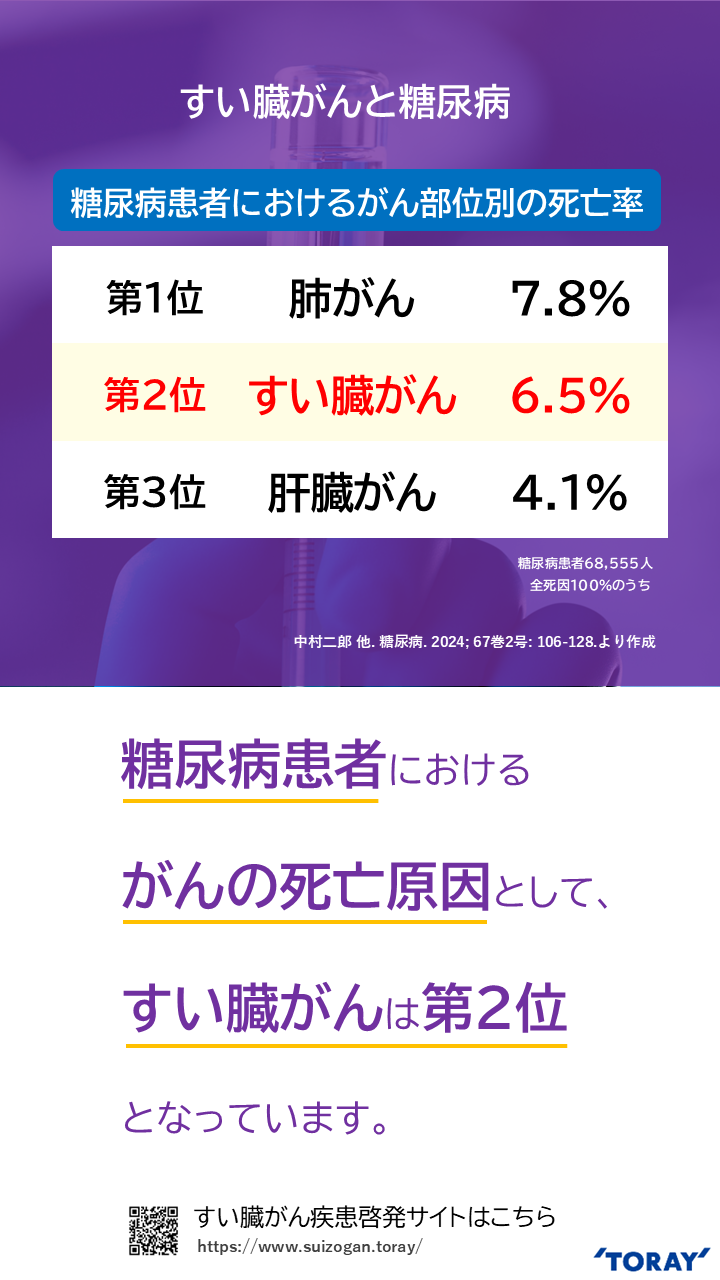 すい臓がんと糖尿病
糖尿病患者におけるがん部位別の死亡率
第1位 肺がん 7.8%
第2位 すい臓がん 6.5%
第3位 肝臓がん 4.1%
糖尿病患者68,555人
全死因100%のうち
中村二郎 他. 糖尿病. 2024; 67巻2号: 106-128.より作成
糖尿病患者における
がんの死亡原因として、
すい臓がんは第2位
となっています。
すい臓がん疾患啓発サイトはこちら
https://www.suizogan.toray/
'TORAY'